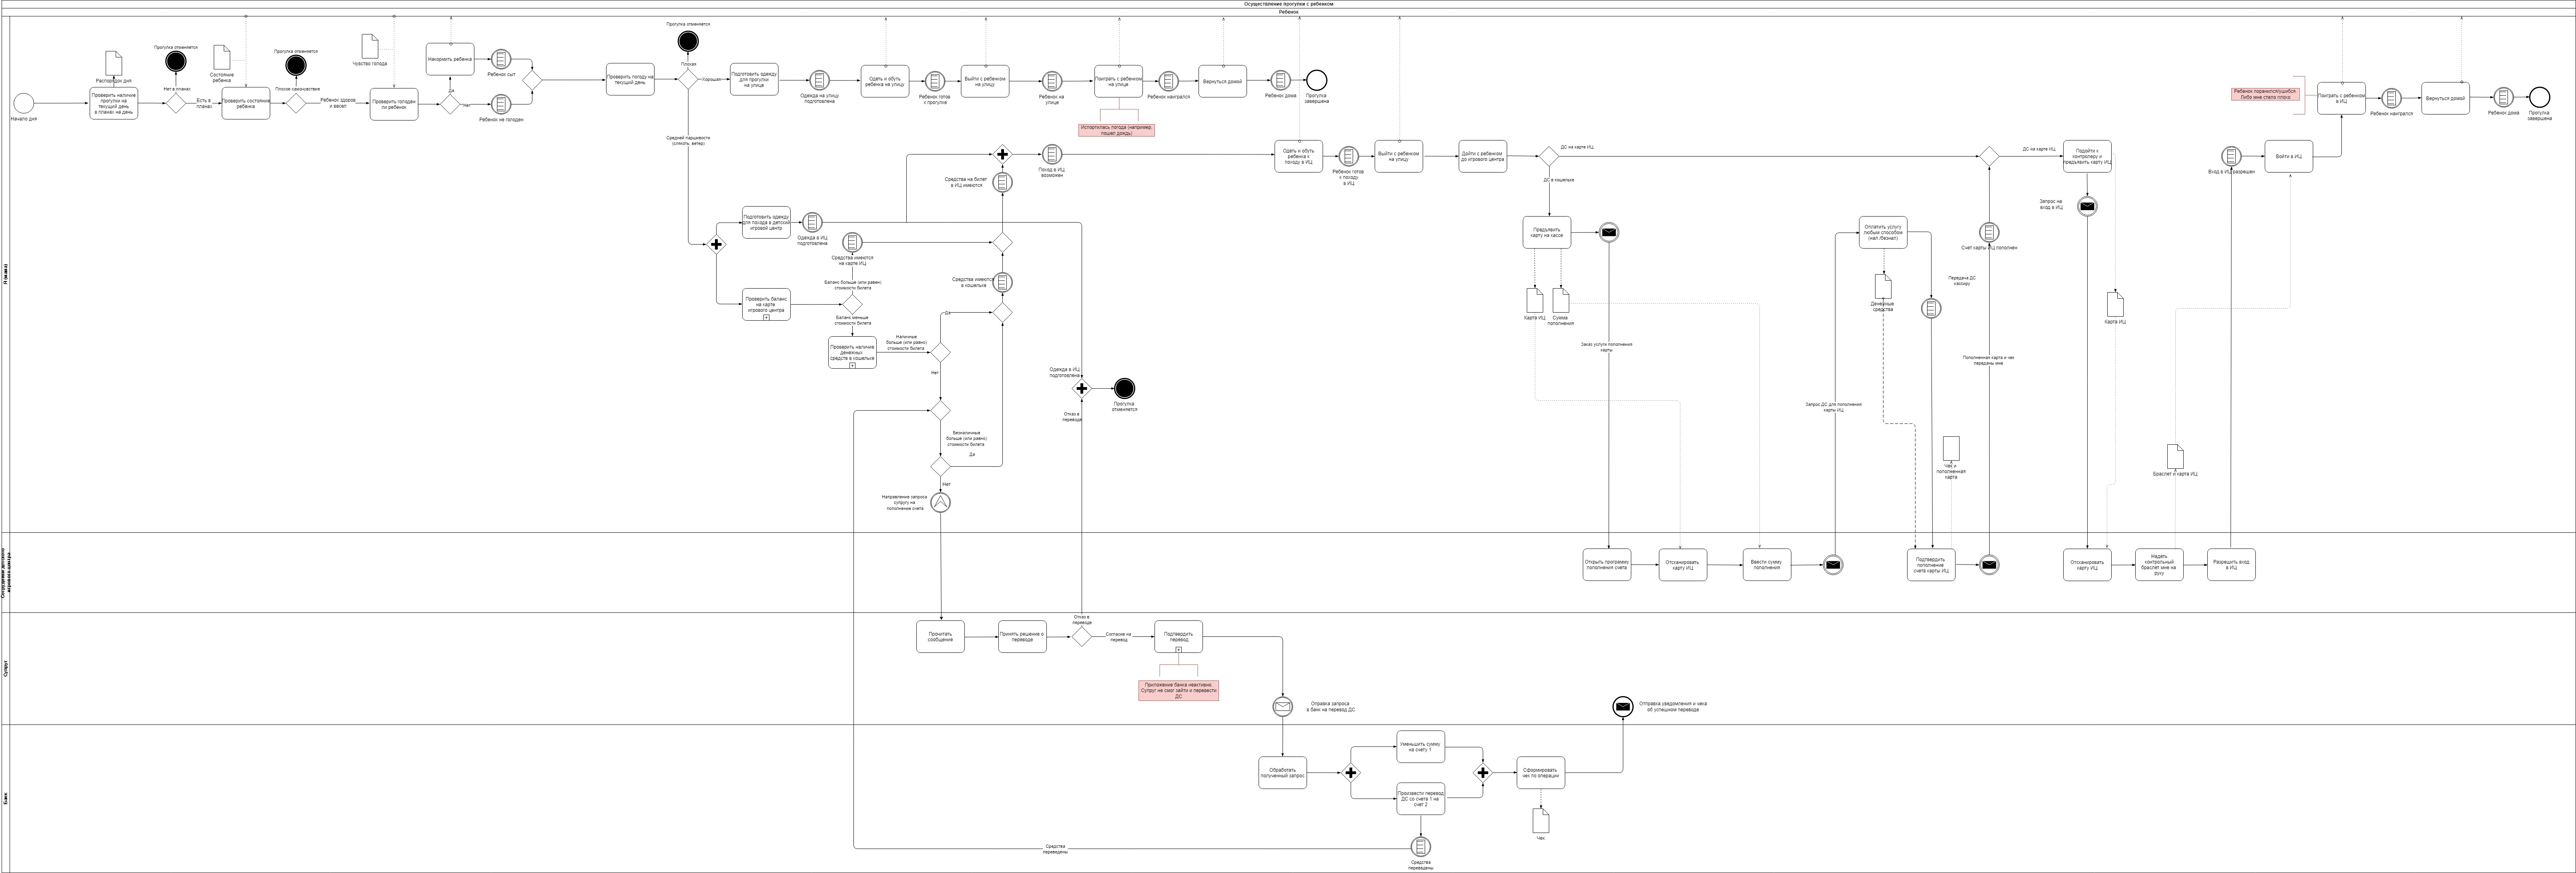 Осуществление прогулки с ребенком
Ребенок
Я (мама)
Начало дня
Распорядок дня
Проверить наличие
прогулки на
текущий день
в планах на день
Прогулка отменяется
Нет в планах
Есть в
планах
Состояние
ребенка
Проверить состояние
ребенка
Прогулка отменяется
Плохое самочувствие
Ребенок здоров
и весел
Чувство голода
Проверить голоден
ли ребенок
Да
Нет
Накормить ребенка
Ребенок сыт
Ребенок не голоден
Проверить погоду на
текущий день
Прогулка отменяется
Плохая
Хорошая
Средней паршивости
(слякоть, ветер)
Подготовить одежду
для прогулки
на улице
Одежда на улицу
подготовлена
Одеть и обуть
ребенка на улицу
Ребенок готов
к прогулке
Выйти с ребенком
на улицу
Ребенок на
улице
Поиграть с ребенком
на улице
Испортилась погода (например,
пошел дождь)
Ребенок наигрался
Вернуться домой
Ребенок дома
Прогулка
завершена
Подготовить одежду
для похода в детский
игровой центр
Одежда в ИЦ
подготовлена
Проверить баланс
на карте
игрового центра
Средства имеются
на карте ИЦ
Баланс больше (или равен)
стоимости билета
Баланс меньше
стоимости билета
Проверить наличие
денежных
средств в кошельке
Наличные
больше (или равно)
стоимости билета
Да
Нет
Безналичные
больше (или равно)
стоимости билета
Да
Нет
Направление запроса
супругу на
пополнение счета
Средства имеются
в кошельке
Средства на билет
в ИЦ имеются
Поход в ИЦ
возможен
Одежда в ИЦ
подготовлена
Отказ в
переводе
Прогулка
отменяется
Одеть и обуть
ребенка к
походу в ИЦ
Ребенок готов
к походу
в ИЦ
Выйти с ребенком
на улицу
Дойти с ребенком
до игрового центра
ДС на карте ИЦ
ДС в кошельке
Предъявить
карту на кассе
Карта ИЦ
Сумма
пополнения
Заказ услуги пополнения
карты
Запрос ДС для пополнения
карты ИЦ
Оплатить услугу
любым способом
(нал./безнал)
Денежные
средства
Передача ДС
кассиру
Чек и
пополненная
карта
Счет карты ИЦ пополнен
Пополненная карта и чек
переданы мне
ДС на карте ИЦ
Подойти к
контролеру и
предъявить карту ИЦ
Запрос на
вход в ИЦ
Карта ИЦ
Браслет и карта ИЦ
Вход в ИЦ разрешен
Войти в ИЦ
Ребенок поранился/ушибся.
Либо мне стало плохо
Поиграть с ребенком
в ИЦ
Ребенок наигрался
Вернуться домой
Ребенок дома
Прогулка
завершена
Сотрудники детского
игрового центра
Открыть программу
пополнения счета
Отсканировать
карту ИЦ
Ввести сумму
пополнения
Подтвердить
пополнение
счета карты ИЦ
Отсканировать
карту ИЦ
Надеть
контрольный
браслет мне на
руку
Разрешить вход
в ИЦ
Супруг
Прочитать
сообщение
Принять решение о
переводе
Отказ в
переводе
Согласие на
перевод
Подтвердить
перевод
Приложение банка неактивно.
Супруг не смог зайти и перевести
ДС
Оправка запроса
в банк на перевод ДС
Отправка уведомления и чека
об успешном переводе
Банк
Обработать
полученный запрос
Уменьшить сумму
на счету 1
Произвести перевод
ДС со счета 1 на
счет 2
Сформировать
чек по операции
Чек
Средства
переведены
Средства
переведены